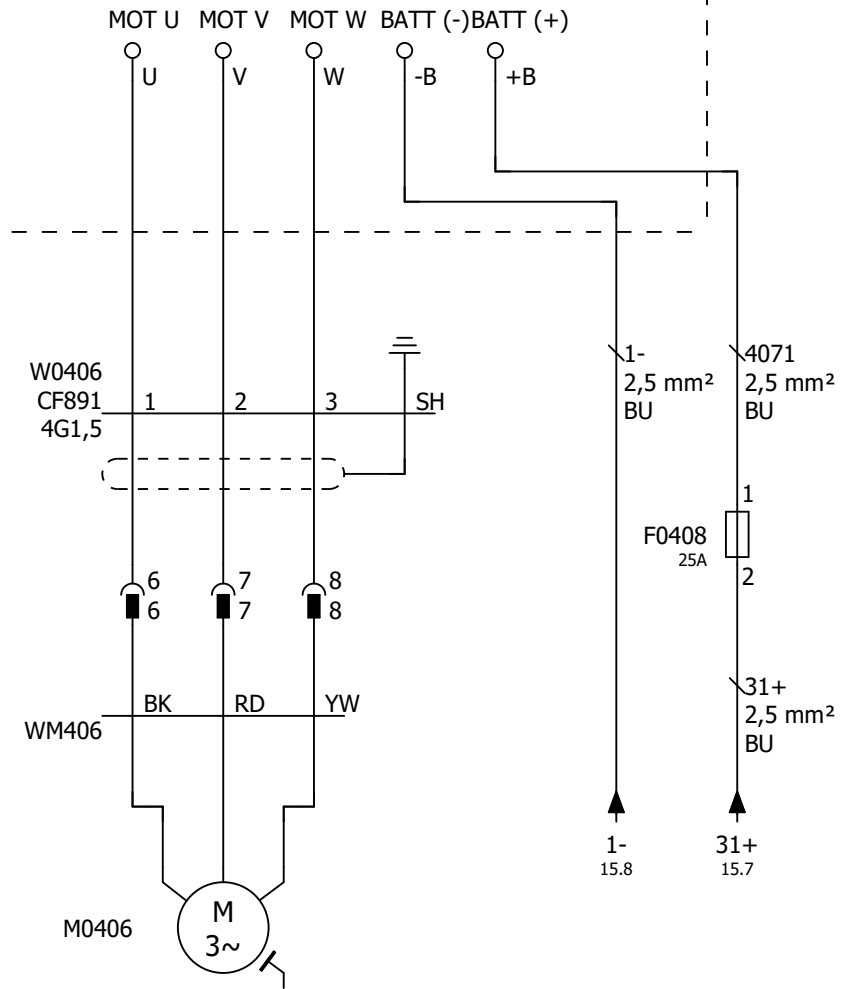 MOT U MOT V MOT W BATT (-) BATT (+)
U V W -B +B
W0406
CF891
4G1,5
1 2 3 SH
1-
2,5 mm²
BU
4071
2,5 mm²
BU
1
F0408
25A
2
6 7 8
6 7 8
31+
2,5 mm²
BU
BK RD YW
WM406
1-
15.8
31+
15.7
M0406
M
3~